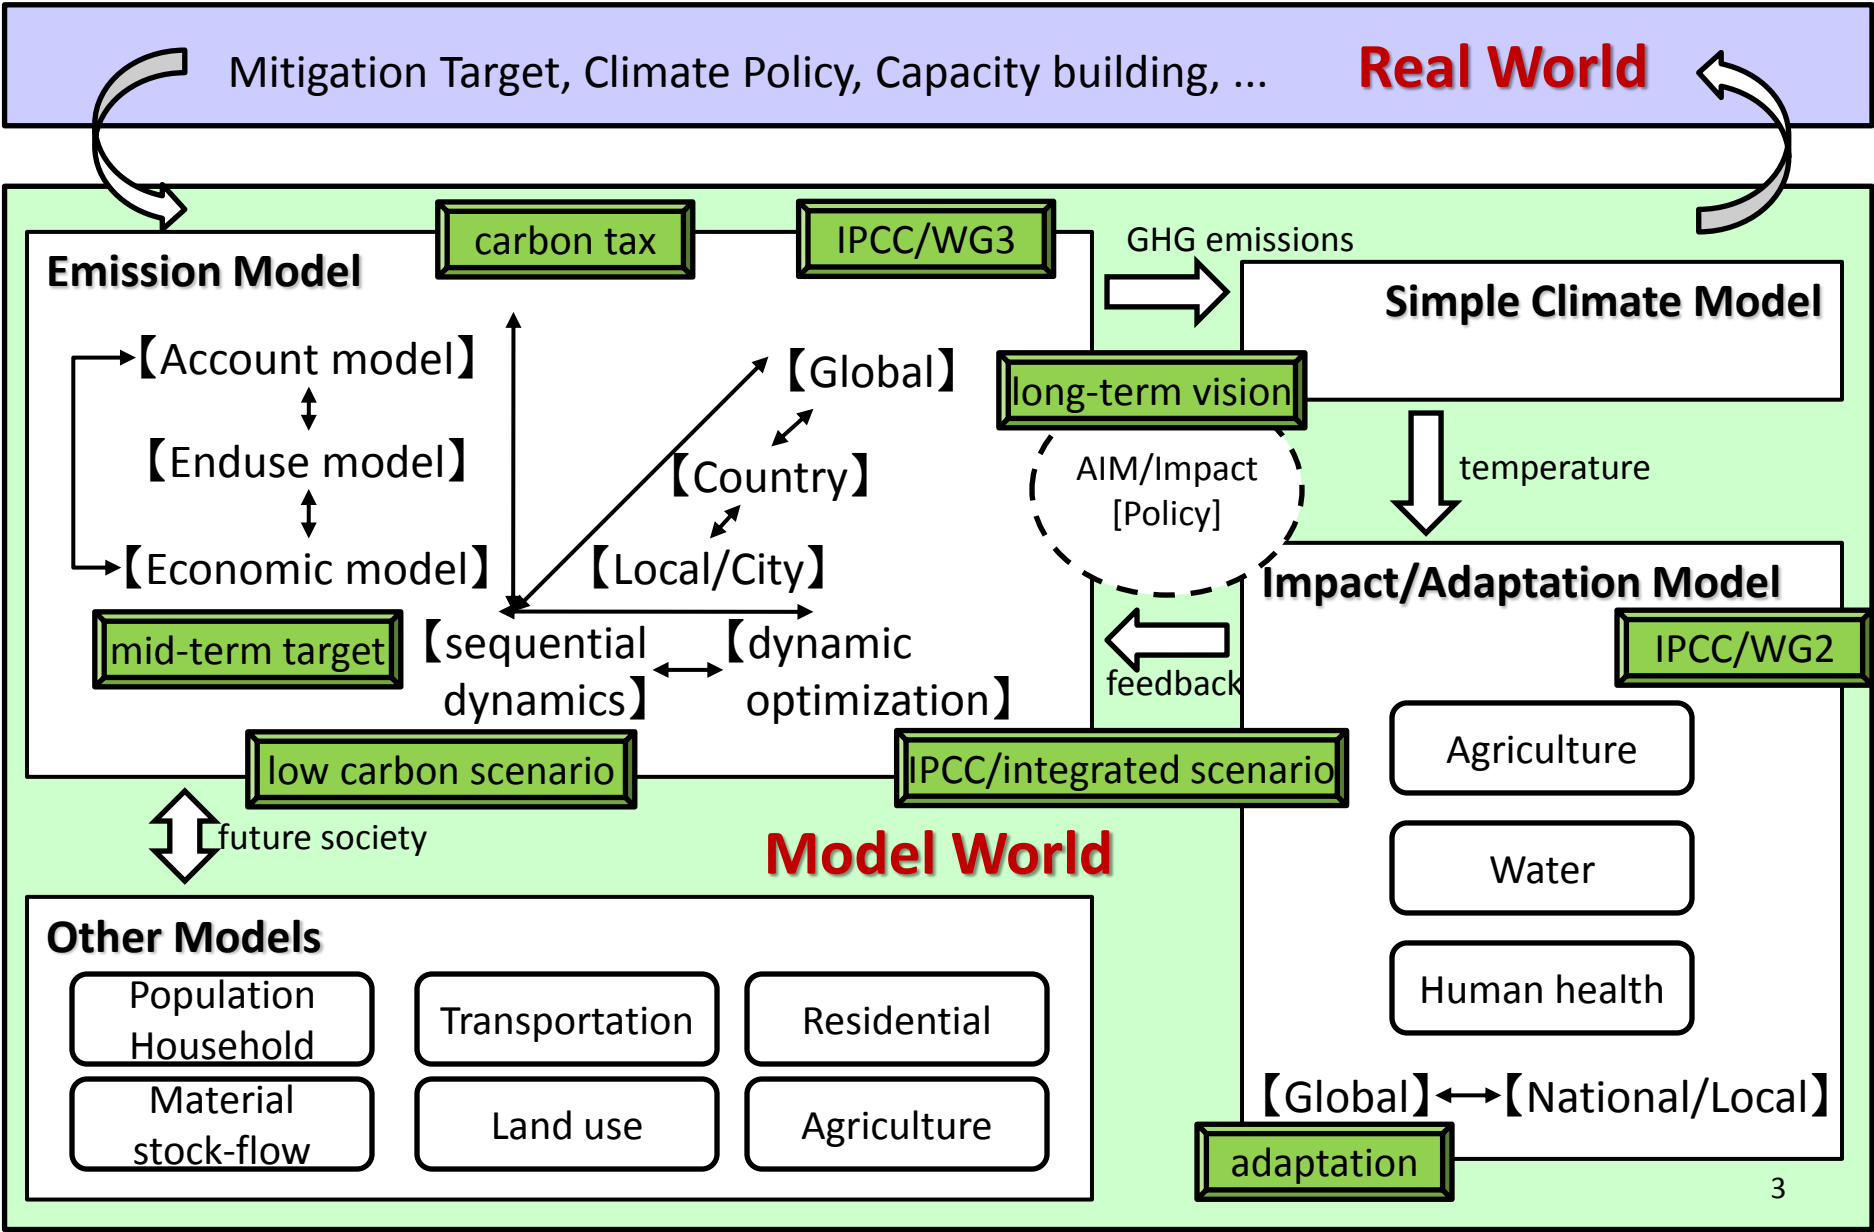 Mitigation Target, Climate Policy, Capacity building, ...
Real World
carbon tax
IPCC/WG3
GHG emissions
Emission Model
Simple Climate Model
【Account model】
【Global】
long-term vision
【Enduse model】
【Country】
AIM/Impact
[Policy]
temperature
【Economic model】
【Local/City】
Impact/Adaptation Model
mid-term target
【sequential
dynamics】
【dynamic
optimization】
feedback
IPCC/WG2
low carbon scenario
IPCC/integrated scenario
Agriculture
future society
Model World
Water
Other Models
Human health
Population
Household
Transportation
Residential
Material
stock-flow
Land use
Agriculture
【Global】
【National/Local】
adaptation
3